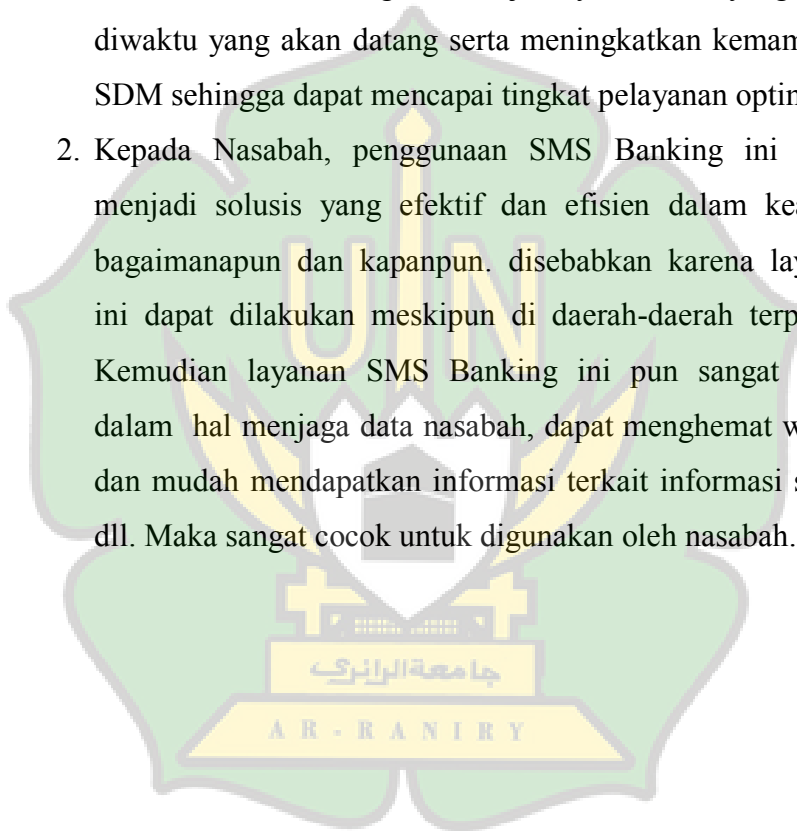 diwaktu yang akan datang serta meningkatkan kemam
SDM sehingga dapat mencapai tingkat pelayanan optim
2. Kepada Nasabah, penggunaan SMS Banking ini
menjadi solusis yang efektif dan efisien dalam kea
bagaimanapun dan kapanpun. disebabkan karena lay
ini dapat dilakukan meskipun di daerah-daerah terp
Kemudian layanan SMS Banking ini pun sangat
dalam hal menjaga data nasabah, dapat menghemat w
dan mudah mendapatkan informasi terkait informasi s
dll. Maka sangat cocok untuk digunakan oleh nasabah.
UIN
جامعة الرانري
AR-RANIRY